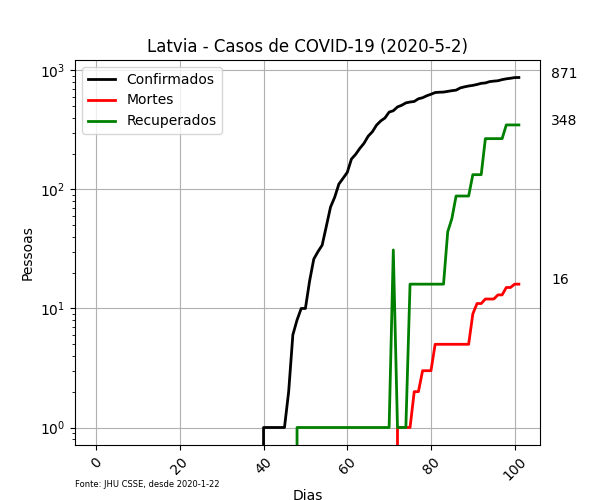 Latvia - Casos de COVID-19 (2020-5-2)
Confirmados
Mortes
Recuperados
871
348
16
10³
10²
10¹
10⁰
Pessoas
0 20 40 60 80 100
Dias
Fonte: JHU CSSE, desde 2020-1-22